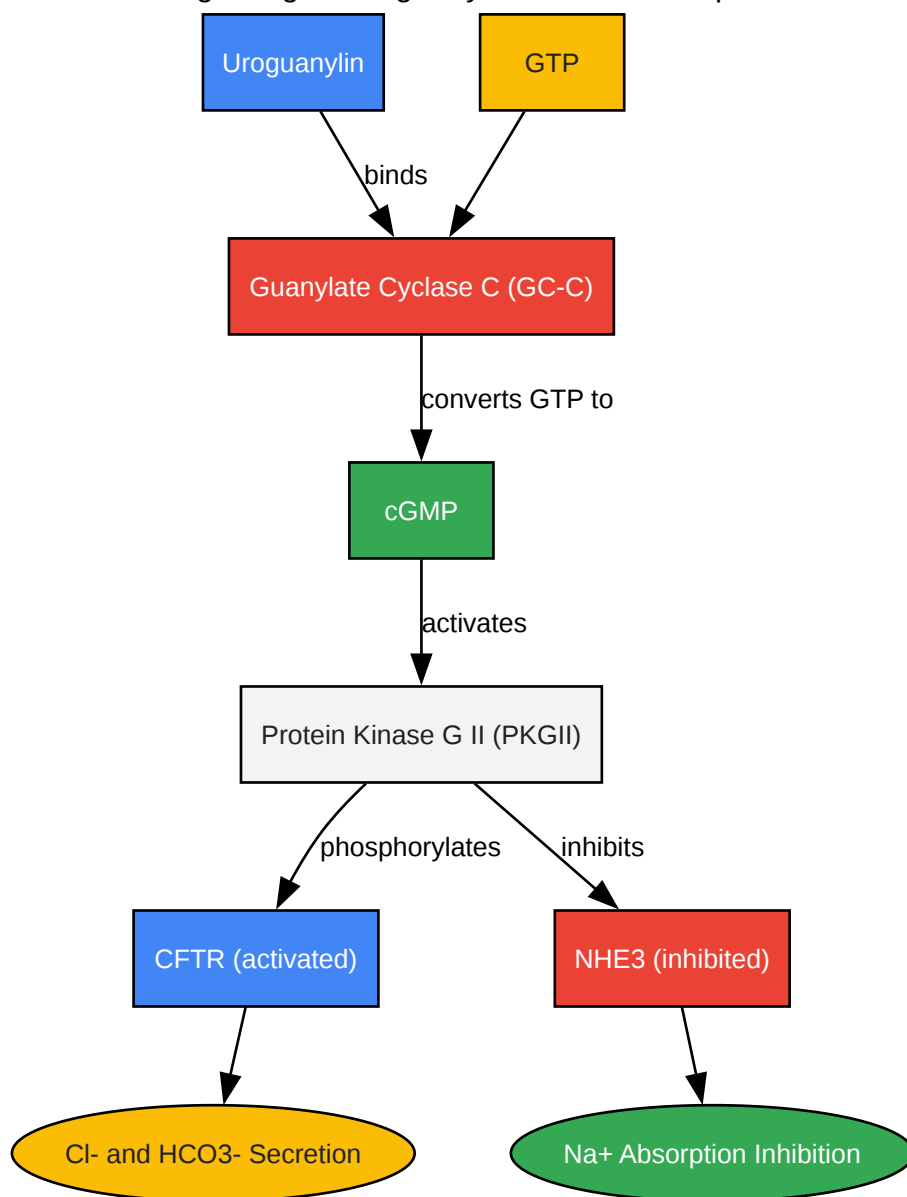 Uroguanylin
GTP
binds
Guanylate Cyclase C (GC-C)
converts GTP to
cGMP
activates
Protein Kinase G II (PKGII)
phosphorylates
inhibits
CFTR (activated)
NHE3 (inhibited)
Cl- and HCO3- Secretion
Na+ Absorption Inhibition